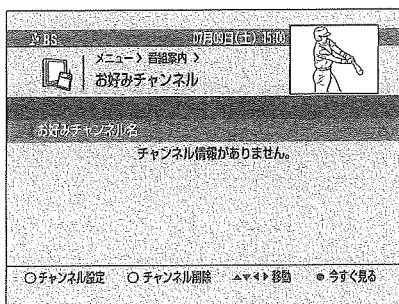 BS 07月09日(土) 15:00
メニュー 〉 番組案内 〉
お好みチャンネル
お好みチャンネル名
チャンネル情報がありません。
○チャンネル設定 ○チャンネル削除 ▲▼◀▶移動 ●今すぐ見る